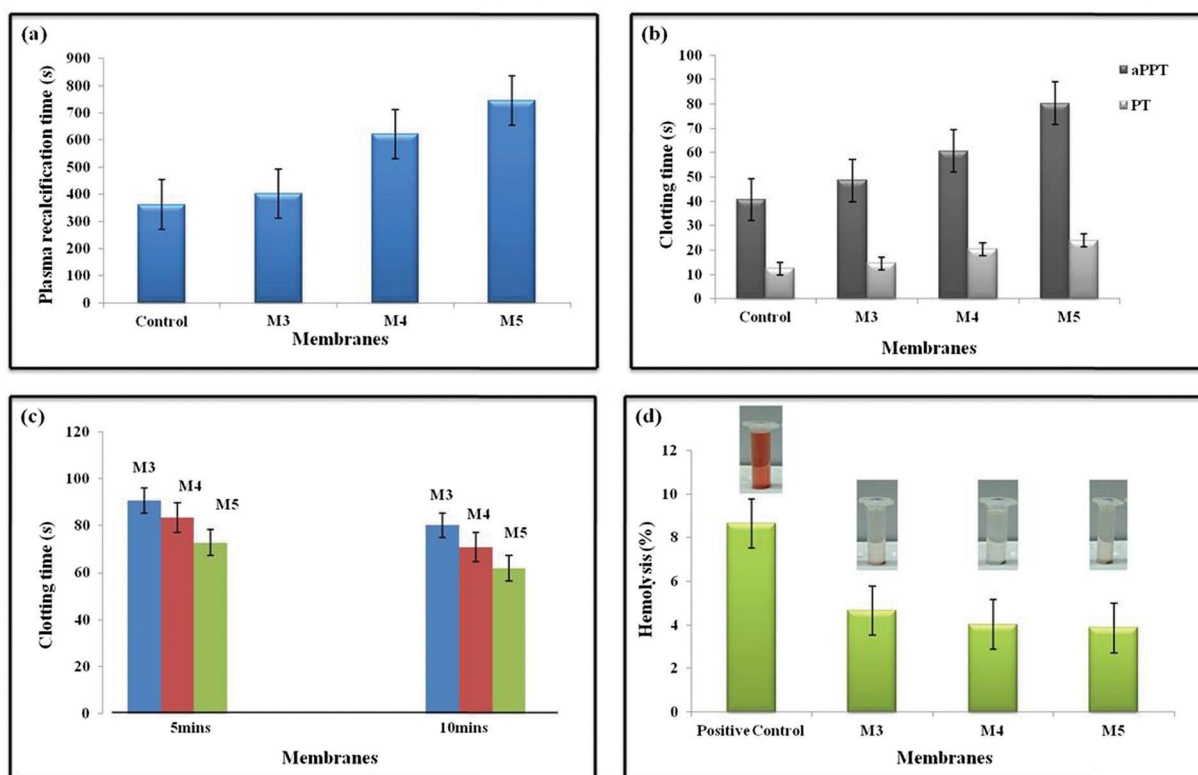 (a)
Plasma recalcification time (s)
900
800
700
600
500
400
300
200
100
0
Control M3 M4 M5
Membranes
(b)
Clotting time (s)
100
90
80
70
60
50
40
30
20
10
0
aPPT
PT
Control M3 M4 M5
Membranes
(c)
Clotting time (s)
120
100
80
60
40
20
0
M3
M4
M5
M3
M4
M5
5mins 10mins
Membranes
(d)
Hemolysis (%)
12
10
8
6
4
2
0
Positive Control M3 M4 M5
Membranes